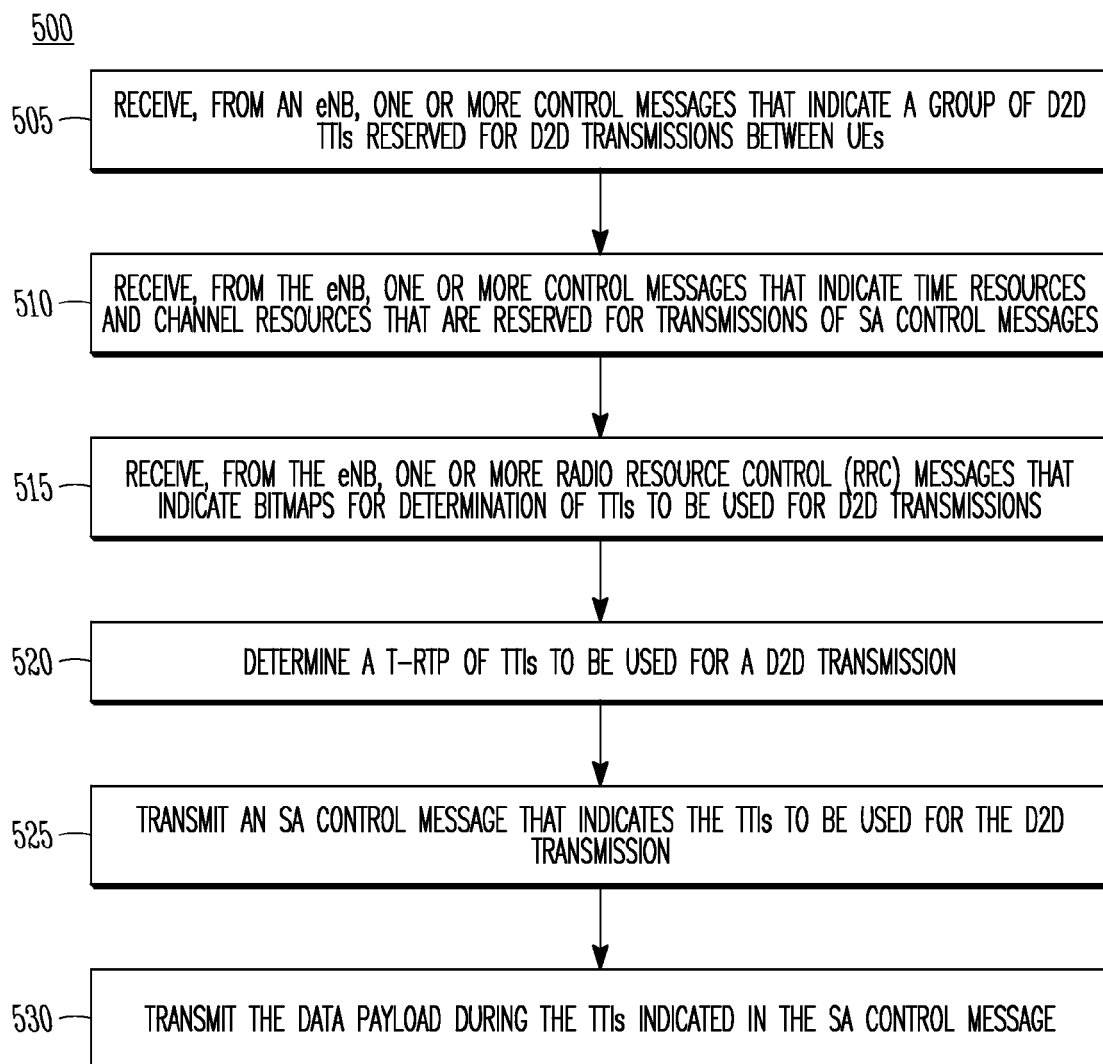 500
505
RECEIVE, FROM AN eNB, ONE OR MORE CONTROL MESSAGES THAT INDICATE A GROUP OF D2D
TTIs RESERVED FOR D2D TRANSMISSIONS BETWEEN UEs
510
RECEIVE, FROM THE eNB, ONE OR MORE CONTROL MESSAGES THAT INDICATE TIME RESOURCES
AND CHANNEL RESOURCES THAT ARE RESERVED FOR TRANSMISSIONS OF SA CONTROL MESSAGES
515
RECEIVE, FROM THE eNB, ONE OR MORE RADIO RESOURCE CONTROL (RRC) MESSAGES THAT
INDICATE BITMAPS FOR DETERMINATION OF TTIs TO BE USED FOR D2D TRANSMISSIONS
520
DETERMINE A T-RTP OF TTIs TO BE USED FOR A D2D TRANSMISSION
525
TRANSMIT AN SA CONTROL MESSAGE THAT INDICATES THE TTIs TO BE USED FOR THE D2D
TRANSMISSION
530
TRANSMIT THE DATA PAYLOAD DURING THE TTIs INDICATED IN THE SA CONTROL MESSAGE